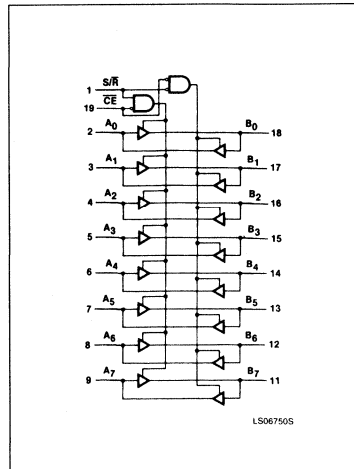 S/R̅
1
C̅E̅
19
A0 B0
2 18
A1 B1
3 17
A2 B2
4 16
A3 B3
5 15
A4 B4
6 14
A5 B5
7 13
A6 B6
8 12
A7 B7
9 11
LS06750S